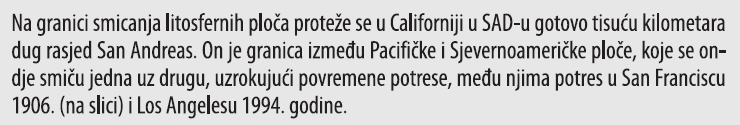 Na granici smicanja litosfernih ploča proteže se u Californiji u SAD-u gotovo tisuću kilometara
dug rasjed San Andreas. On je granica između Pacifičke i Sjevernoameričke ploče, koje se on-
dje smiču jedna uz drugu, uzrokujući povremene potrese, među njima potres u San Franciscu
1906. (na slici) i Los Angelesu 1994. godine.